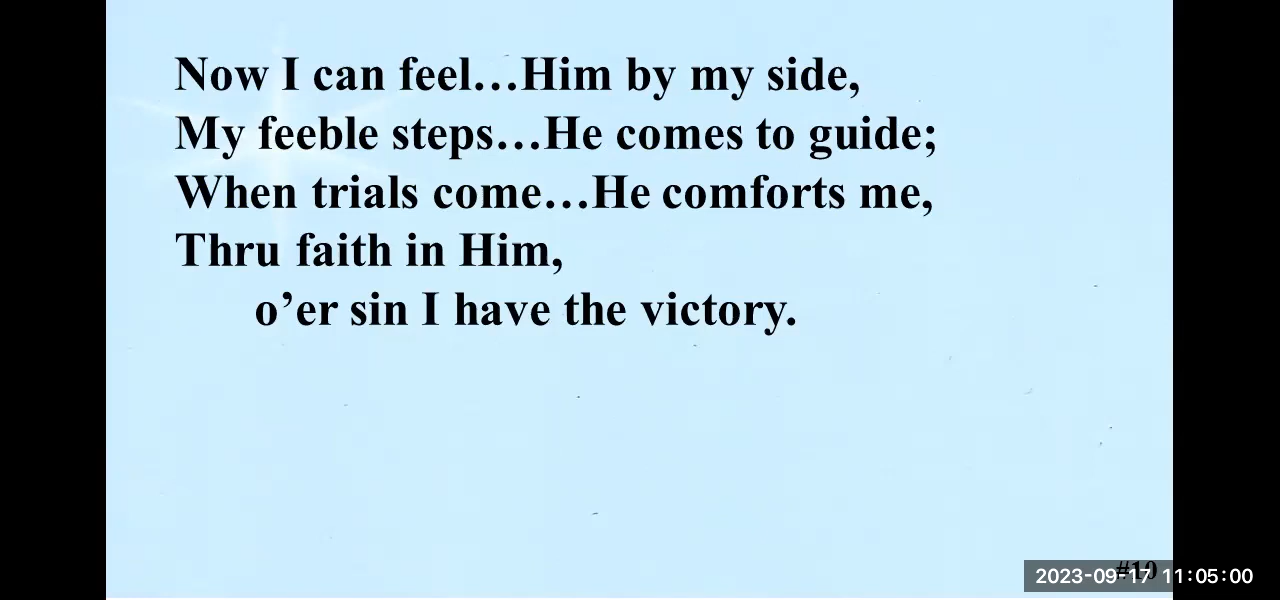 Now I can feel…Him by my side,
My feeble steps…He comes to guide;
When trials come…He comforts me,
Thru faith in Him,
o’er sin I have the victory.
#10
2023-09-17 11:05:00